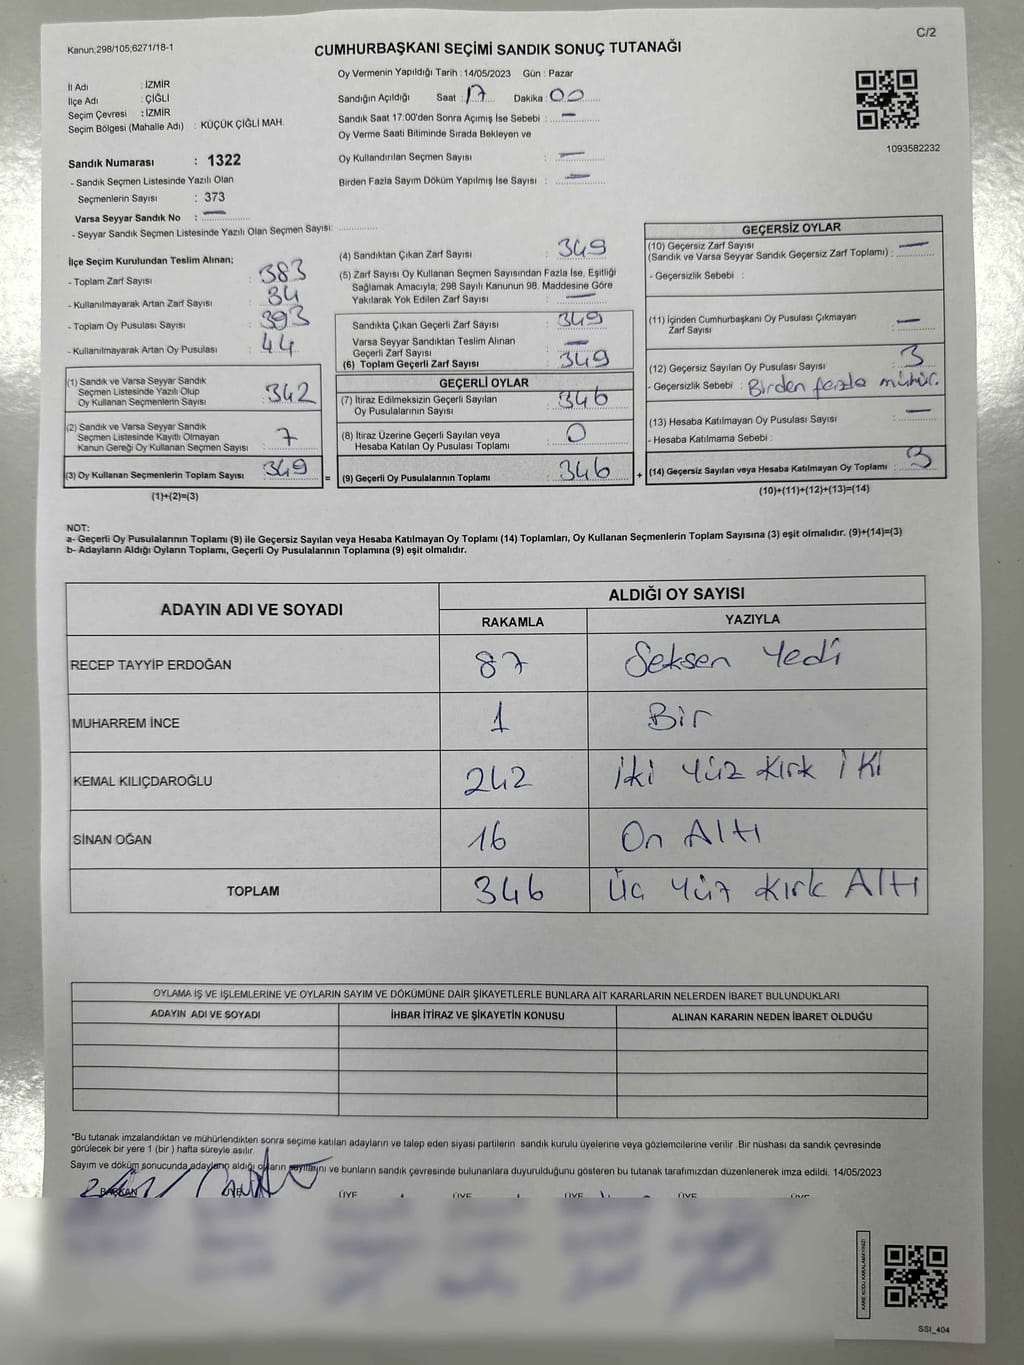 Kanun;298/105;6271/18-1
C/2
CUMHURBAŞKANI SEÇİMİ SANDIK SONUÇ TUTANAĞI
İl Adı : İZMİR
İlçe Adı : ÇİĞLİ
Seçim Çevresi : İZMİR
Seçim Bölgesi (Mahalle Adı) : KÜÇÜK ÇİĞLİ MAH.
Sandık Numarası : 1322
- Sandık Seçmen Listesinde Yazılı Olan
Seçmenlerin Sayısı : 373
Varsa Seyyar Sandık No : —
- Seyyar Sandık Seçmen Listesinde Yazılı Olan Seçmen Sayısı:
Oy Vermenin Yapıldığı Tarih : 14/05/2023 Gün : Pazar
Sandığın Açıldığı Saat : 17 Dakika : 00
Sandık Saat 17:00'den Sonra Açımış İse Sebebi : —
Oy Verme Saati Bitiminde Sırada Bekleyen ve
Oy Kullandırılan Seçmen Sayısı : —
Birden Fazla Sayım Döküm Yapılmış İse Sayısı : —
1093582232
İlçe Seçim Kurulundan Teslim Alınan;
- Toplam Zarf Sayısı : 383
- Kullanılmayarak Artan Zarf Sayısı : 34
- Toplam Oy Pusulası Sayısı : 393
- Kullanılmayarak Artan Oy Pusulası : 44
(1) Sandık ve Varsa Seyyar Sandık
Seçmen Listesinde Yazılı Olup
Oy Kullanan Seçmenlerin Sayısı : 342
(2) Sandık ve Varsa Seyyar Sandık
Seçmen Listesinde Kayıtlı Olmayan
Kanun Gereği Oy Kullanan Seçmen Sayısı : 7
(3) Oy Kullanan Seçmenlerin Toplam Sayısı : 349
(1)+(2)=(3)
(4) Sandıktan Çıkan Zarf Sayısı : 349
(5) Zarf Sayısı Oy Kullanan Seçmen Sayısından Fazla İse, Eşitliği
Sağlamak Amacıyla; 298 Sayılı Kanunun 98. Maddesine Göre
Yakılarak Yok Edilen Zarf Sayısı : —
Sandıkta Çıkan Geçerli Zarf Sayısı : 349
Varsa Seyyar Sandıktan Teslim Alınan
Geçerli Zarf Sayısı : —
(6) Toplam Geçerli Zarf Sayısı : 349
GEÇERLİ OYLAR
(7) İtiraz Edilmeksizin Geçerli Sayılan
Oy Pusulalarının Sayısı : 346
(8) İtiraz Üzerine Geçerli Sayılan veya
Hesaba Katılan Oy Pusulası Toplamı : 0
= (9) Geçerli Oy Pusulalarının Toplamı : 346 +
GEÇERSİZ OYLAR
(10) Geçersiz Zarf Sayısı
(Sandık ve Varsa Seyyar Sandık Geçersiz Zarf Toplamı) : —
- Geçersizlik Sebebi :
(11) İçinden Cumhurbaşkanı Oy Pusulası Çıkmayan
Zarf Sayısı : —
(12) Geçersiz Sayılan Oy Pusulası Sayısı : 3
- Geçersizlik Sebebi : Birden fazla mühür.
(13) Hesaba Katılmayan Oy Pusulası Sayısı : —
- Hesaba Katılmama Sebebi :
(14) Geçersiz Sayılan veya Hesaba Katılmayan Oy Toplamı : 3
(10)+(11)+(12)+(13)=(14)
NOT:
a- Geçerli Oy Pusulalarının Toplamı (9) ile Geçersiz Sayılan veya Hesaba Katılmayan Oy Toplamı (14) Toplamları, Oy Kullanan Seçmenlerin Toplam Sayısına (3) eşit olmalıdır. (9)+(14)=(3)
b- Adayların Aldığı Oyların Toplamı, Geçerli Oy Pusulalarının Toplamına (9) eşit olmalıdır.
ADAYIN ADI VE SOYADI
ALDIĞI OY SAYISI
RAKAMLA YAZIYLA
RECEP TAYYİP ERDOĞAN 87 Seksen Yedi
MUHARREM İNCE 1 Bir
KEMAL KILIÇDAROĞLU 242 İki Yüz Kırk İKİ
SİNAN OĞAN 16 On Altı
TOPLAM 346 Üç Yüz Kırk Altı
OYLAMA İŞ VE İŞLEMLERİNE VE OYLARIN SAYIM VE DÖKÜMÜNE DAİR ŞİKAYETLERLE BUNLARA AİT KARARLARIN NELERDEN İBARET BULUNDUKLARI
ADAYIN ADI VE SOYADI İHBAR İTİRAZ VE ŞİKAYETİN KONUSU ALINAN KARARIN NEDEN İBARET OLDUĞU
*Bu tutanak imzalandıktan ve mühürlendikten sonra seçime katılan adayların ve talep eden siyasi partilerin sandık kurulu üyelerine veya gözlemcilerine verilir .Bir nüshası da sandık çevresinde
görülecek bir yere 1 (bir ) hafta süreyle asılır.
Sayım ve döküm sonucunda adayların aldığı oyların sayılarını ve bunların sandık çevresinde bulunanlara duyurulduğunu gösteren bu tutanak tarafımızdan düzenlenerek imza edildi. 14/05/2023
BAŞKAN ÜYE ÜYE ÜYE ÜYE ÜYE ÜYE
KARE KODU KARALAMAYINIZ!
SSI_404